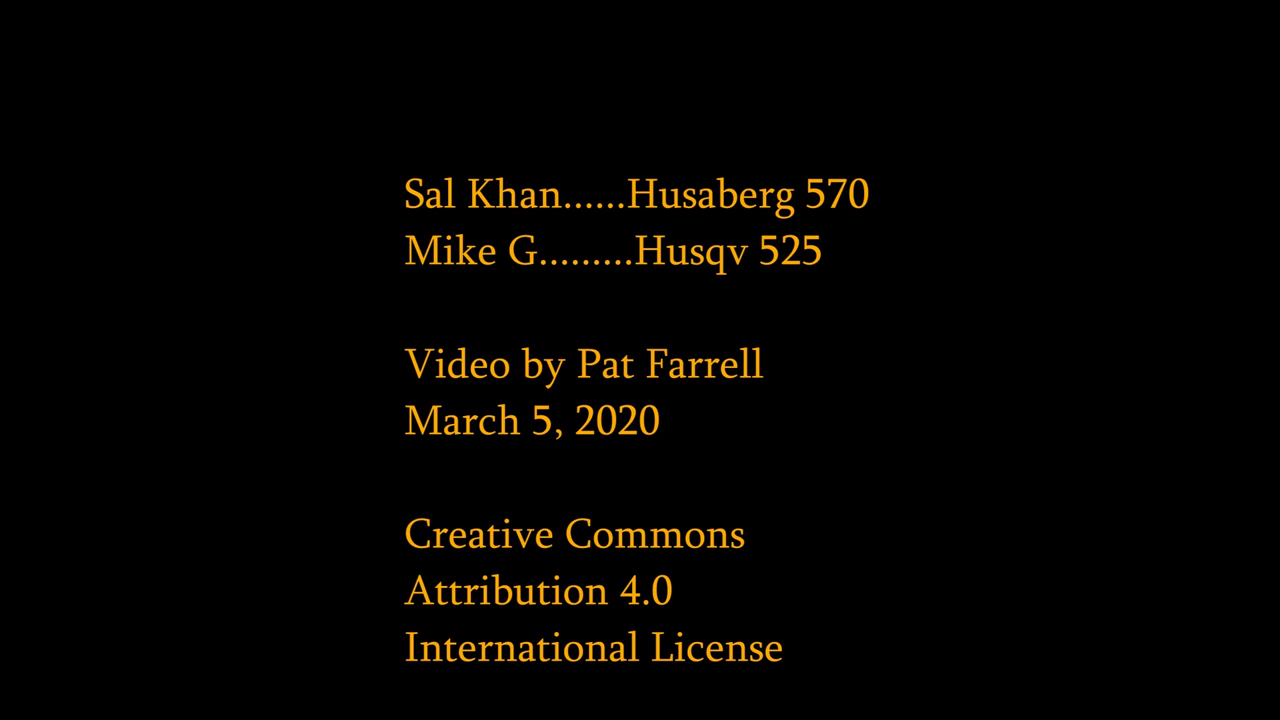 Sal Khan......Husaberg 570
Mike G.........Husqv 525
Video by Pat Farrell
March 5, 2020
Creative Commons
Attribution 4.0
International License